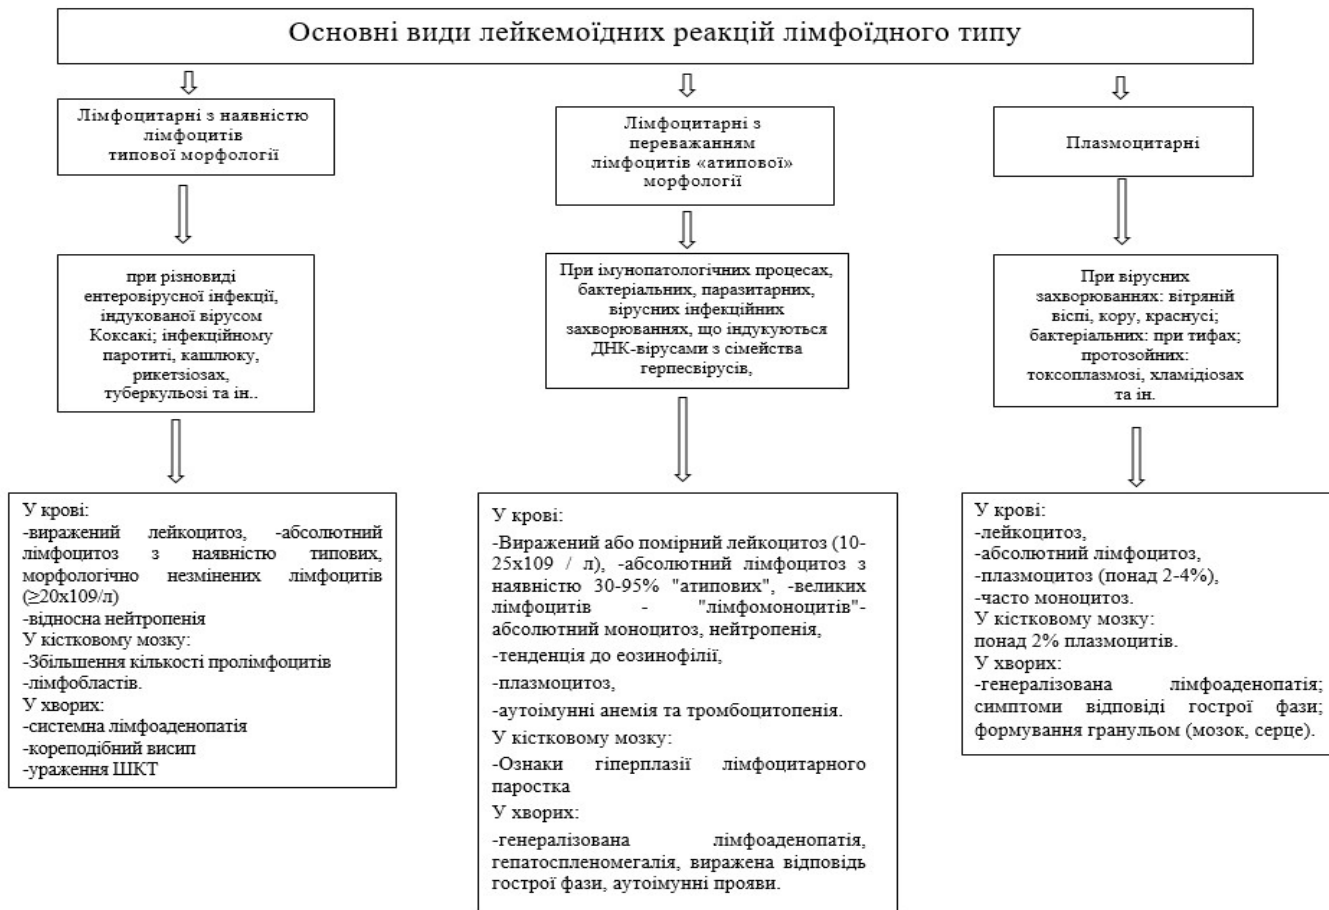 Основні види лейкемоїдних реакцій лімфоїдного типу
Лімфоцитарні з наявністю
лімфоцитів
типової морфології
при різновиді
ентеровірусної інфекції,
індукованої вірусом
Коксакі; інфекційному
паротиті, кашлюку,
рикетзіозах,
туберкульозі та ін..
У крові:
-виражений лейкоцитоз, -абсолютний
лімфоцитоз з наявністю типових,
морфологічно незмінених лімфоцитів
(≥20х109/л)
-відносна нейтропенія
У кістковому мозку:
-Збільшення кількості пролімфоцитів
-лімфобластів.
У хворих:
-системна лімфоаденопатія
-кореподібний висип
-ураження ШКТ
Лімфоцитарні з
переважанням
лімфоцитів «атипової»
морфології
При імунопатологічних процесах,
бактеріальних, паразитарних,
вірусних інфекційних
захворюваннях, що індукуються
ДНК-вірусами з сімейства
герпесвірусів,
У крові:
-Виражений або помірний лейкоцитоз (10-
25х109 / л), -абсолютний лімфоцитоз з
наявністю 30-95% "атипових", -великих
лімфоцитів - "лімфомоноцитів"-
абсолютний моноцитоз, нейтропенія,
-тенденція до еозинофілії,
-плазмоцитоз,
-аутоімунні анемія та тромбоцитопенія.
У кістковому мозку:
-Ознаки гіперплазії лімфоцитарного
паростка
У хворих:
-генералізована лімфоаденопатія,
гепатоспленомегалія, виражена відповідь
гострої фази, аутоімунні прояви.
Плазмоцитарні
При вірусних
захворюваннях: вітряній
віспі, кору, краснусі;
бактеріальних: при тифах;
протозойних:
токсоплазмозі, хламідіозах
та ін.
У крові:
-лейкоцитоз,
-абсолютний лімфоцитоз,
-плазмоцитоз (понад 2-4%),
-часто моноцитоз.
У кістковому мозку:
понад 2% плазмоцитів.
У хворих:
-генералізована лімфоаденопатія;
симптоми відповіді гострої фази;
формування гранульом (мозок, серце).